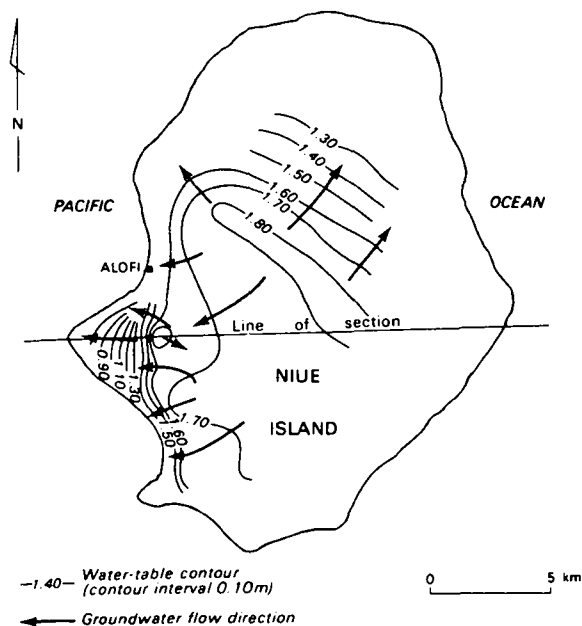 N
1.30
1.40
1.50
1.60
1.70
1.80
PACIFIC
OCEAN
ALOFI
Line of section
0.90
1.10
1.30
1.50
1.60
1.70
NIUE
ISLAND
—1.40— Water-table contour
(contour interval 0.10m)
Groundwater flow direction
0 5 km